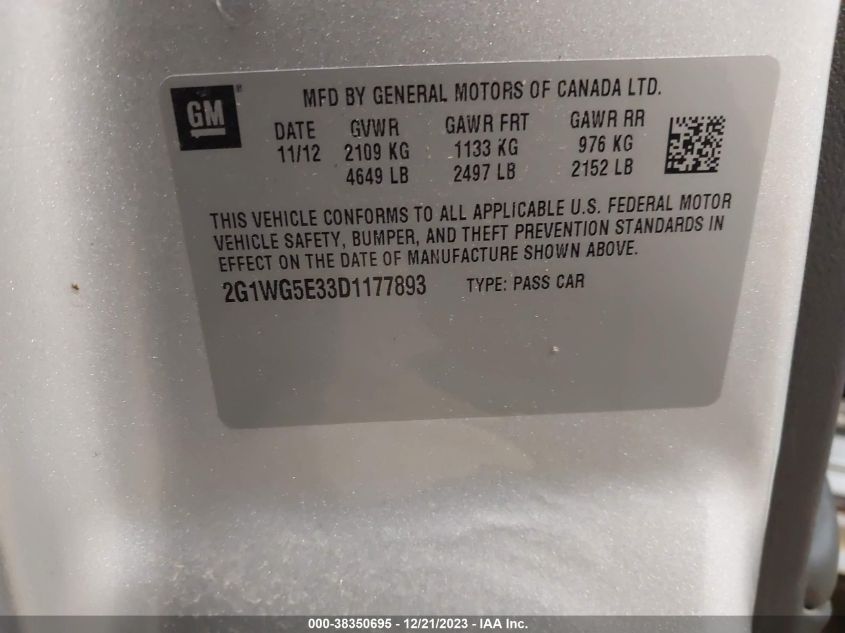 GM
MFD BY GENERAL MOTORS OF CANADA LTD.
DATE GVWR GAWR FRT GAWR RR
11/12 2109 KG 1133 KG 976 KG
4649 LB 2497 LB 2152 LB
THIS VEHICLE CONFORMS TO ALL APPLICABLE U.S. FEDERAL MOTOR
VEHICLE SAFETY, BUMPER, AND THEFT PREVENTION STANDARDS IN
EFFECT ON THE DATE OF MANUFACTURE SHOWN ABOVE.
2G1WG5E33D1177893 TYPE: PASS CAR
000-38350695 - 12/21/2023 - IAA Inc.